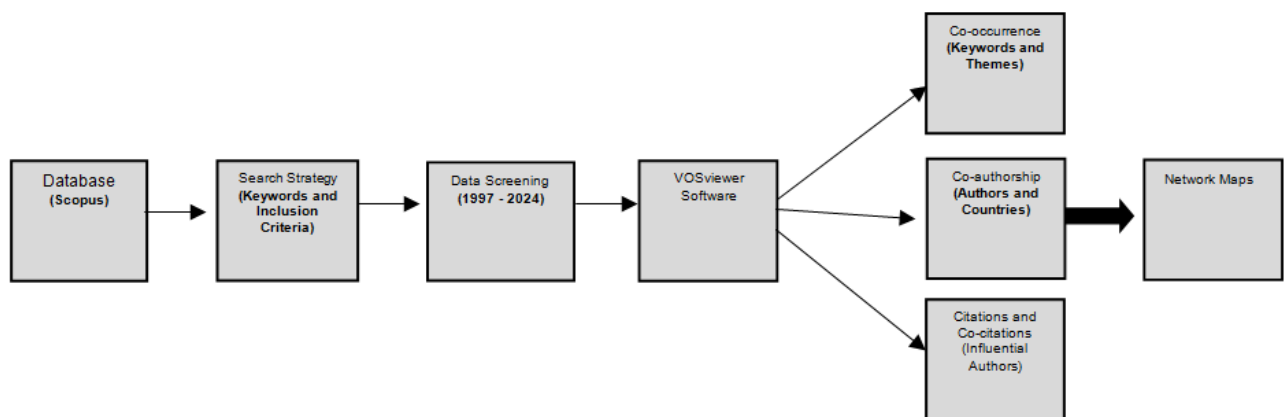 Database
(Scopus)
Search Strategy
(Keywords and
Inclusion
Criteria)
Data Screening
(1997 - 2024)
VOSviewer
Software
Co-occurrence
(Keywords and
Themes)
Co-authorship
(Authors and
Countries)
Citations and
Co-citations
(Influential
Authors)
Network Maps